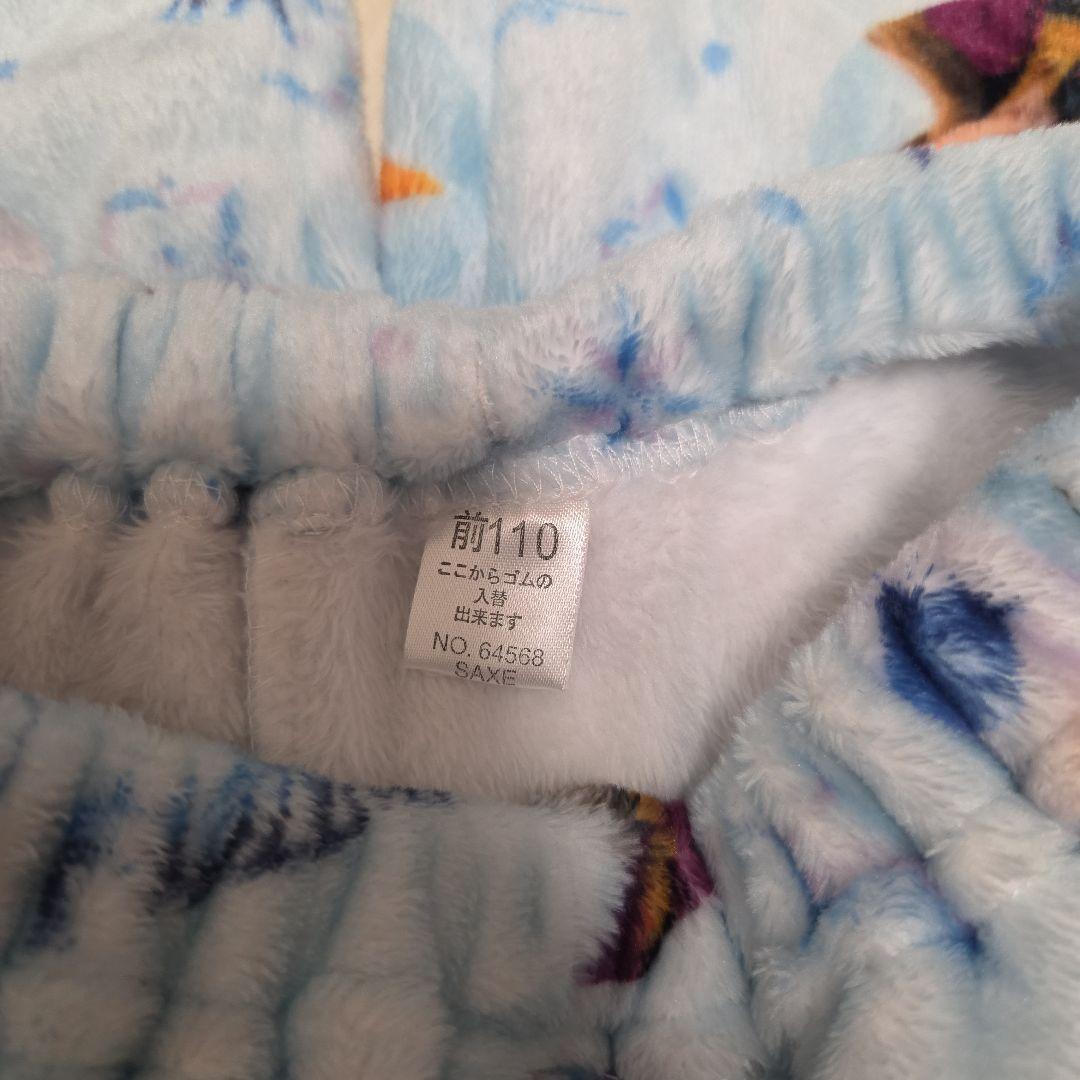 前110
ここからゴムの
入替
出来ます
NO. 64568
SAXE